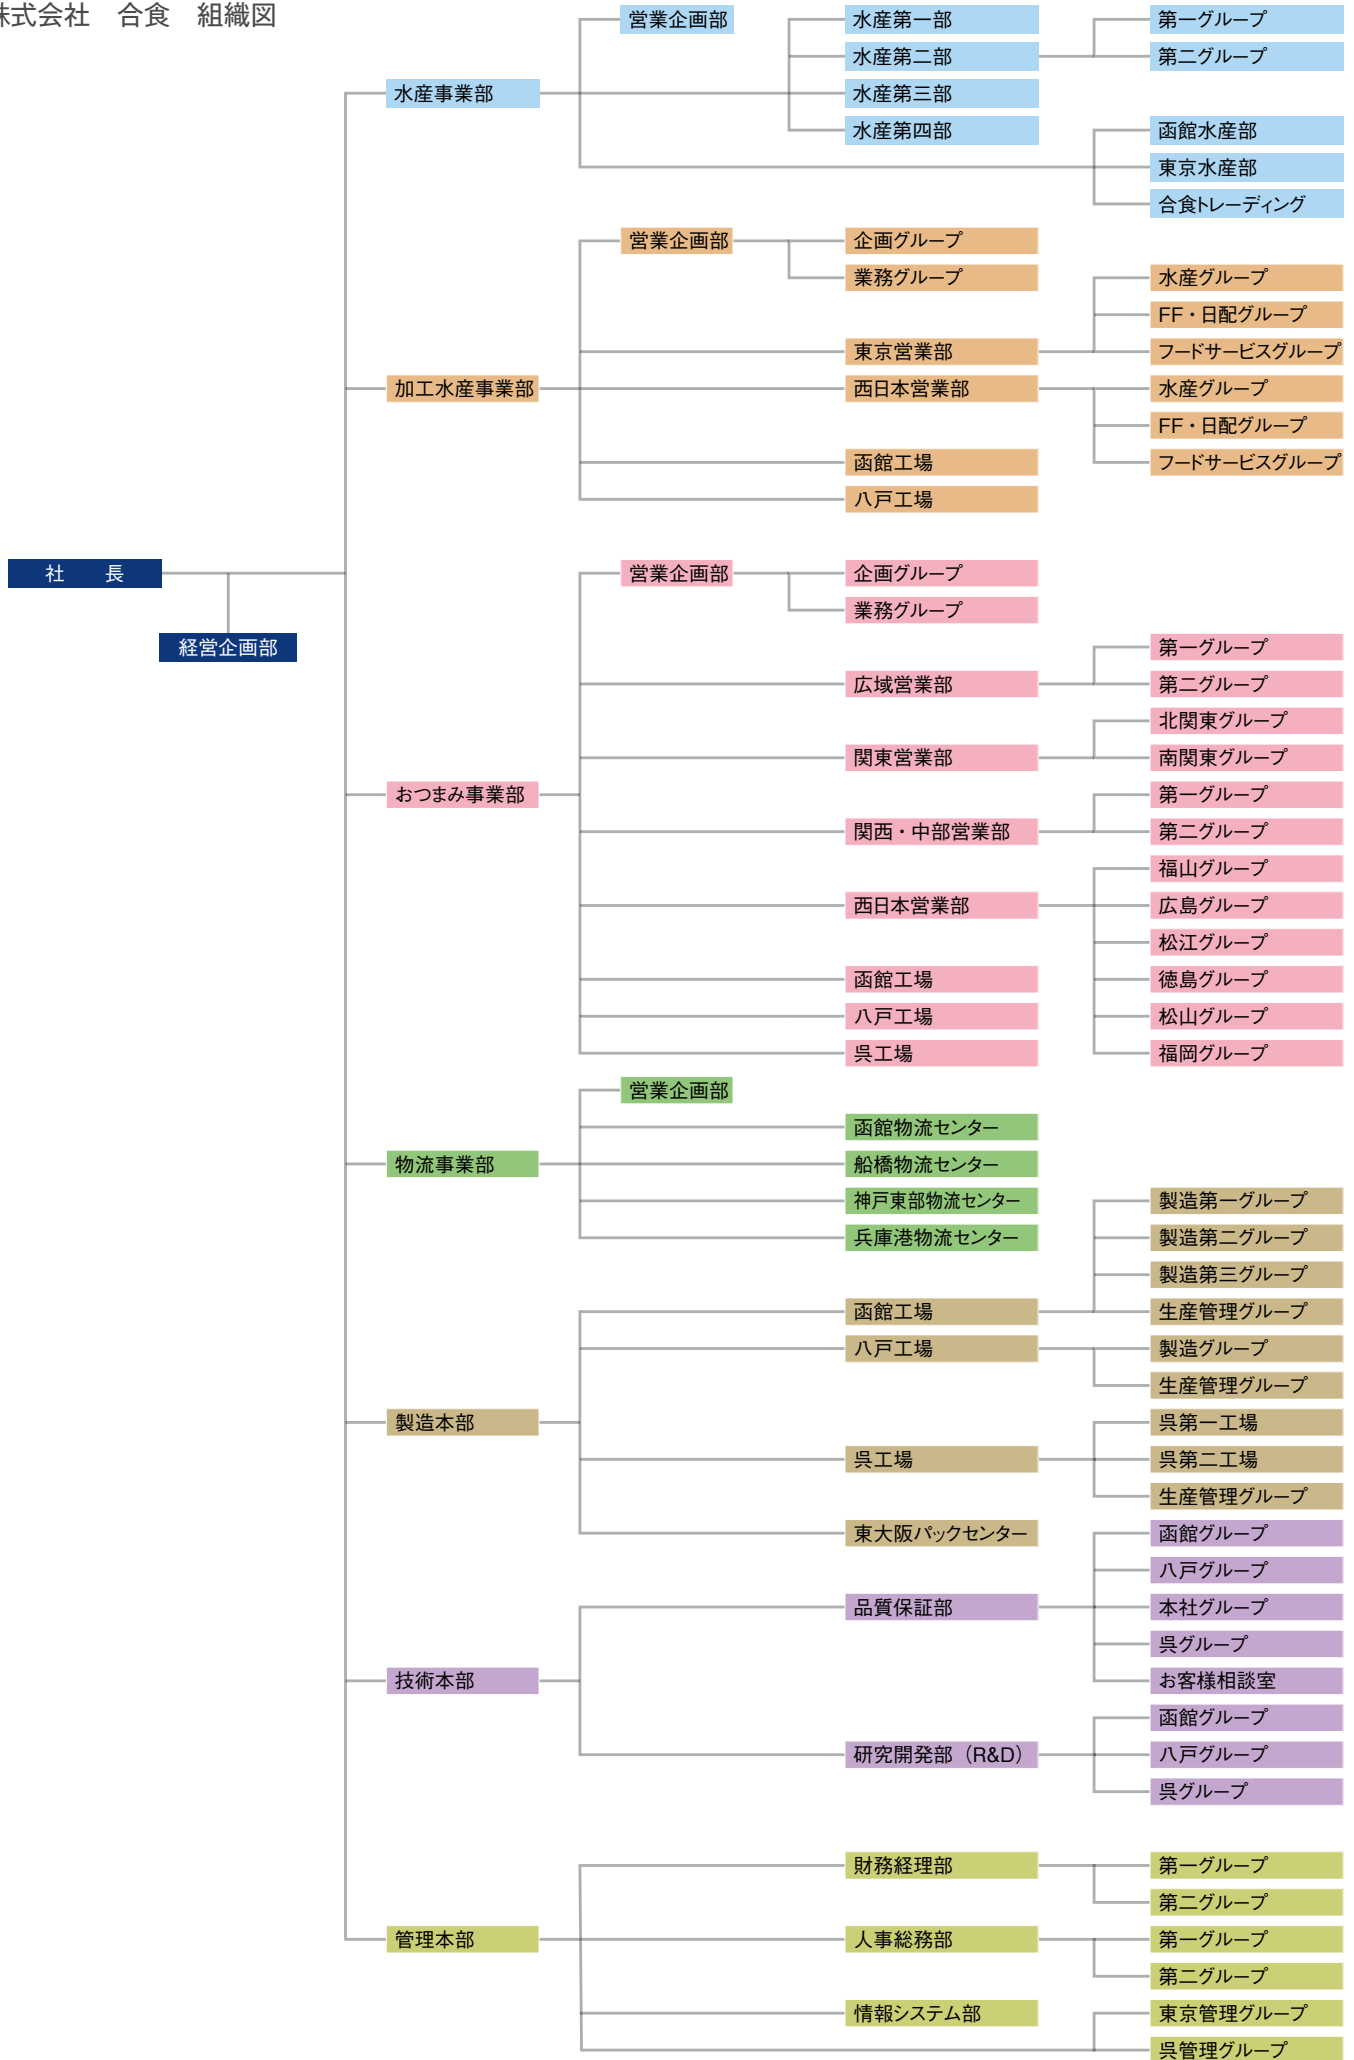 株式会社　合食　組織図
営業企画部
水産第一部
第一グループ
水産第二部
第二グループ
水産事業部
水産第三部
水産第四部
函館水産部
東京水産部
合食トレーディング
営業企画部
企画グループ
業務グループ
水産グループ
FF・日配グループ
東京営業部
フードサービスグループ
加工水産事業部
西日本営業部
水産グループ
FF・日配グループ
函館工場
フードサービスグループ
八戸工場
社　長
営業企画部
企画グループ
業務グループ
経営企画部
第一グループ
広域営業部
第二グループ
北関東グループ
関東営業部
南関東グループ
おつまみ事業部
第一グループ
関西・中部営業部
第二グループ
福山グループ
西日本営業部
広島グループ
松江グループ
函館工場
徳島グループ
八戸工場
松山グループ
呉工場
福岡グループ
営業企画部
函館物流センター
物流事業部
船橋物流センター
神戸東部物流センター
製造第一グループ
兵庫港物流センター
製造第二グループ
製造第三グループ
函館工場
生産管理グループ
八戸工場
製造グループ
生産管理グループ
製造本部
呉第一工場
呉工場
呉第二工場
生産管理グループ
東大阪パックセンター
函館グループ
八戸グループ
品質保証部
本社グループ
呉グループ
技術本部
お客様相談室
函館グループ
研究開発部（R&D）
八戸グループ
呉グループ
財務経理部
第一グループ
第二グループ
管理本部
人事総務部
第一グループ
第二グループ
情報システム部
東京管理グループ
呉管理グループ